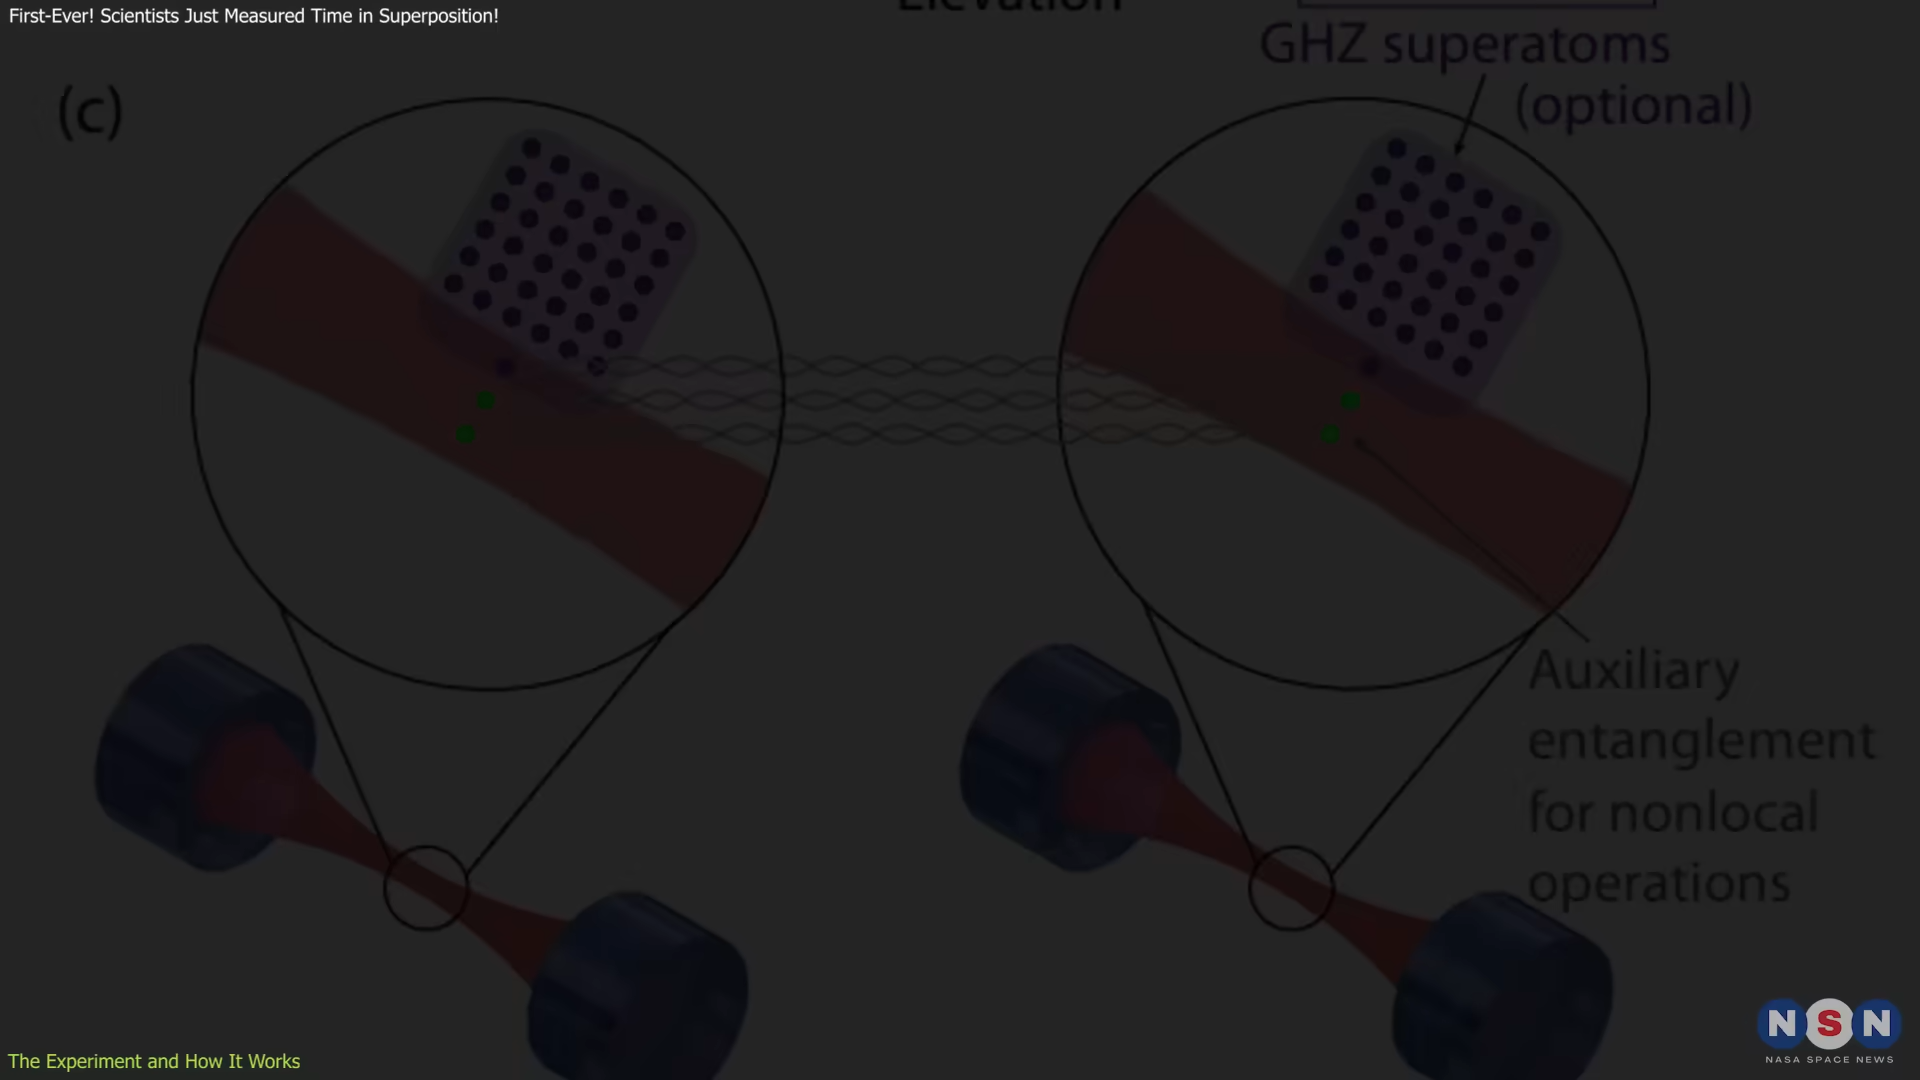 First-Ever! Scientists Just Measured Time in Superposition!
Elevation
GHZ superatoms
(optional)
(c)
Auxiliary
entanglement
for nonlocal
operations
The Experiment and How It Works
NSN
NASA SPACE NEWS